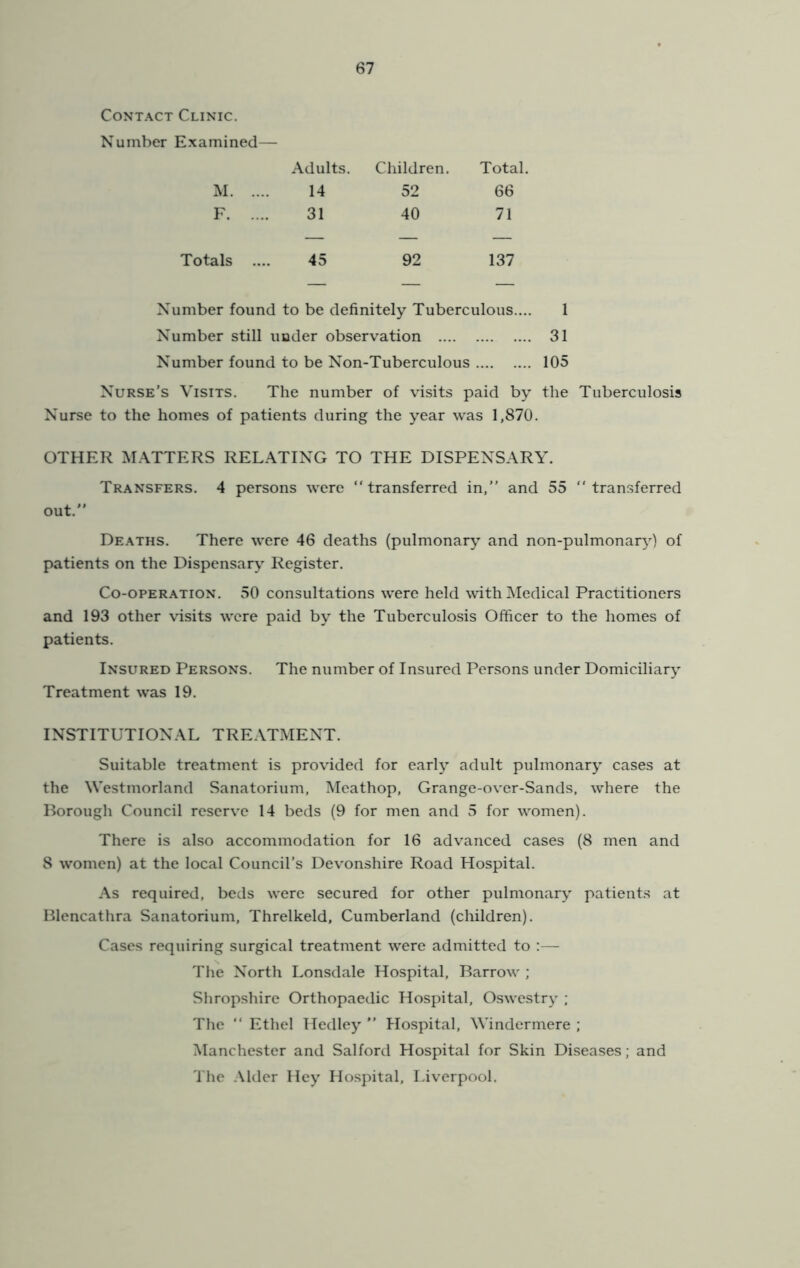 67
CONTACT CLINIC.
Number Examined—
Adults. Children. Total.
M. .... 14 52 66
F. .... 31 40 71
— — —
Totals .... 45 92 137
— — —
Number found to be definitely Tuberculous.... 1
Number still under observation .... .... .... 31
Number found to be Non-Tuberculous .... .... 105
NURSE'S VISITS. The number of visits paid by the Tuberculosis
Nurse to the homes of patients during the year was 1,870.
OTHER MATTERS RELATING TO THE DISPENSARY.
TRANSFERS. 4 persons were "transferred in," and 55 "transferred
out."
DEATHS. There were 46 deaths (pulmonary and non-pulmonary) of
patients on the Dispensary Register.
CO-OPERATION. 50 consultations were held with Medical Practitioners
and 193 other visits were paid by the Tuberculosis Officer to the homes of
patients.
INSURED PERSONS. The number of Insured Persons under Domiciliary
Treatment was 19.
INSTITUTIONAL TREATMENT.
Suitable treatment is provided for early adult pulmonary cases at
the Westmorland Sanatorium, Meathop, Grange-over-Sands, where the
Borough Council reserve 14 beds (9 for men and 5 for women).
There is also accommodation for 16 advanced cases (8 men and
8 women) at the local Council's Devonshire Road Hospital.
As required, beds were secured for other pulmonary patients at
Blencathra Sanatorium, Threlkeld, Cumberland (children).
Cases requiring surgical treatment were admitted to :—
The North Lonsdale Hospital, Barrow ;
Shropshire Orthopaedic Hospital, Oswestry ;
The " Ethel Hedley " Hospital, Windermere ;
Manchester and Salford Hospital for Skin Diseases ; and
The Alder Hey Hospital, Liverpool.